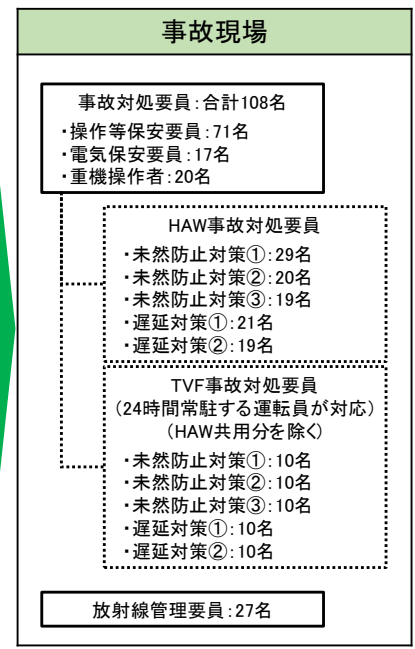 事故現場
事故対処要員:合計108名
・操作等保安要員:71名
・電気保安要員:17名
・重機操作者:20名
HAW事故対処要員
・未然防止対策①:29名
・未然防止対策②:20名
・未然防止対策③:19名
・遅延対策①:21名
・遅延対策②:19名
TVF事故対処要員
(24時間常駐する運転員が対応)
(HAW共用分を除く)
・未然防止対策①:10名
・未然防止対策②:10名
・未然防止対策③:10名
・遅延対策①:10名
・遅延対策②:10名
放射線管理要員:27名